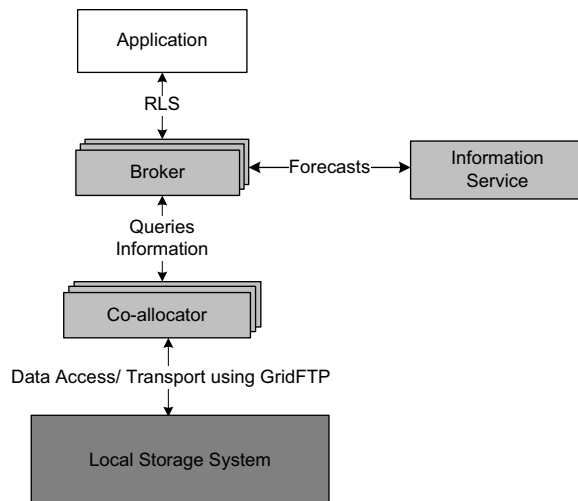 Application
RLS
Broker
Forecasts
Information
Service
Queries
Information
Co-allocator
Data Access/ Transport using GridFTP
Local Storage System